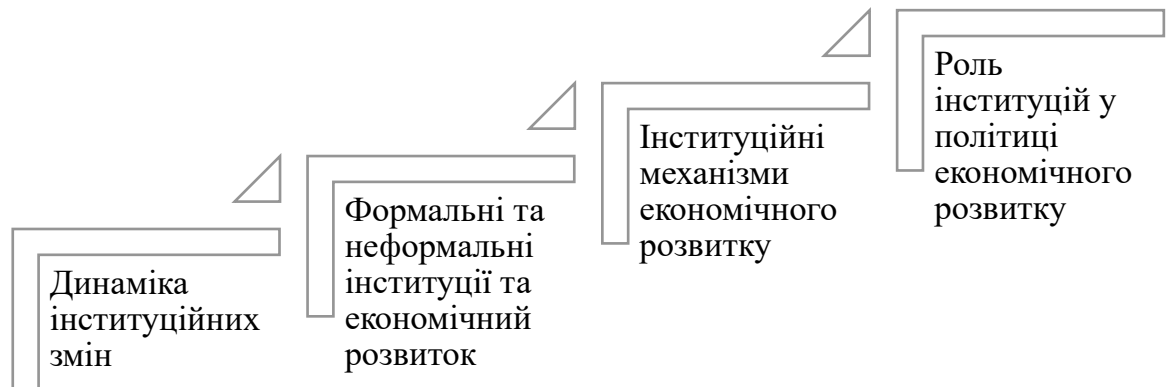 Динаміка
інституційних
змін
Формальні та
неформальні
інституції та
економічний
розвиток
Інституційні
механізми
економічного
розвитку
Роль
інституцій у
політиці
економічного
розвитку